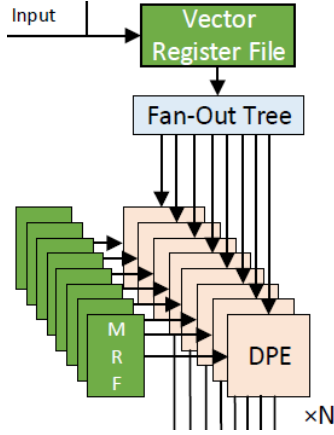 Input
Vector
Register File
Fan-Out Tree
M
R
F
DPE
×N